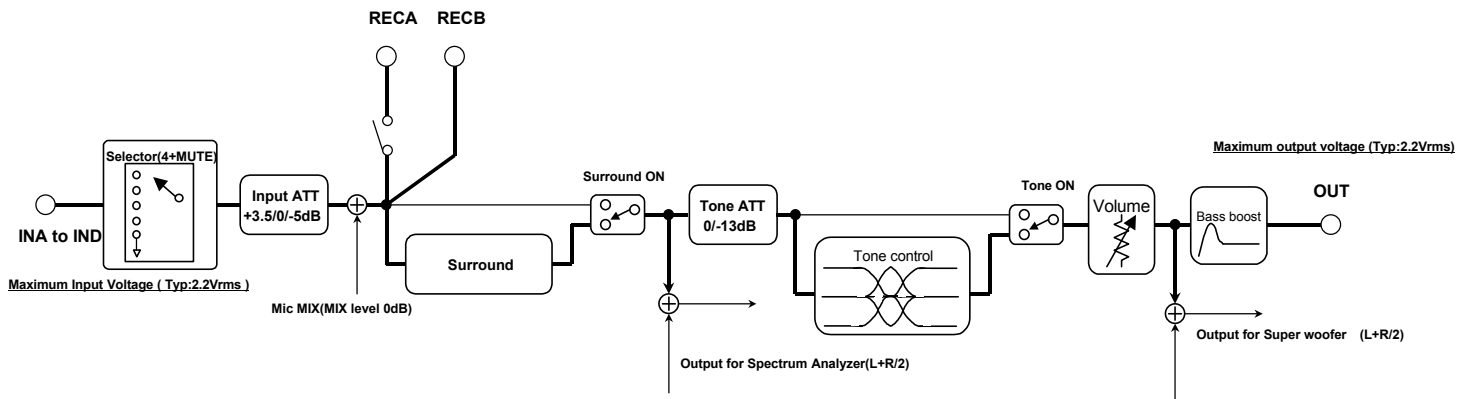 RECA RECB
Selector(4+MUTE)
INA to IND
Maximum Input Voltage ( Typ:2.2Vrms )
Input ATT
+3.5/0/-5dB
Mic MIX(MIX level 0dB)
Surround
Surround ON
Tone ATT
0/-13dB
Output for Spectrum Analyzer(L+R/2)
Tone control
Tone ON
Volume
Maximum output voltage (Typ:2.2Vrms)
Bass boost
OUT
Output for Super woofer (L+R/2)